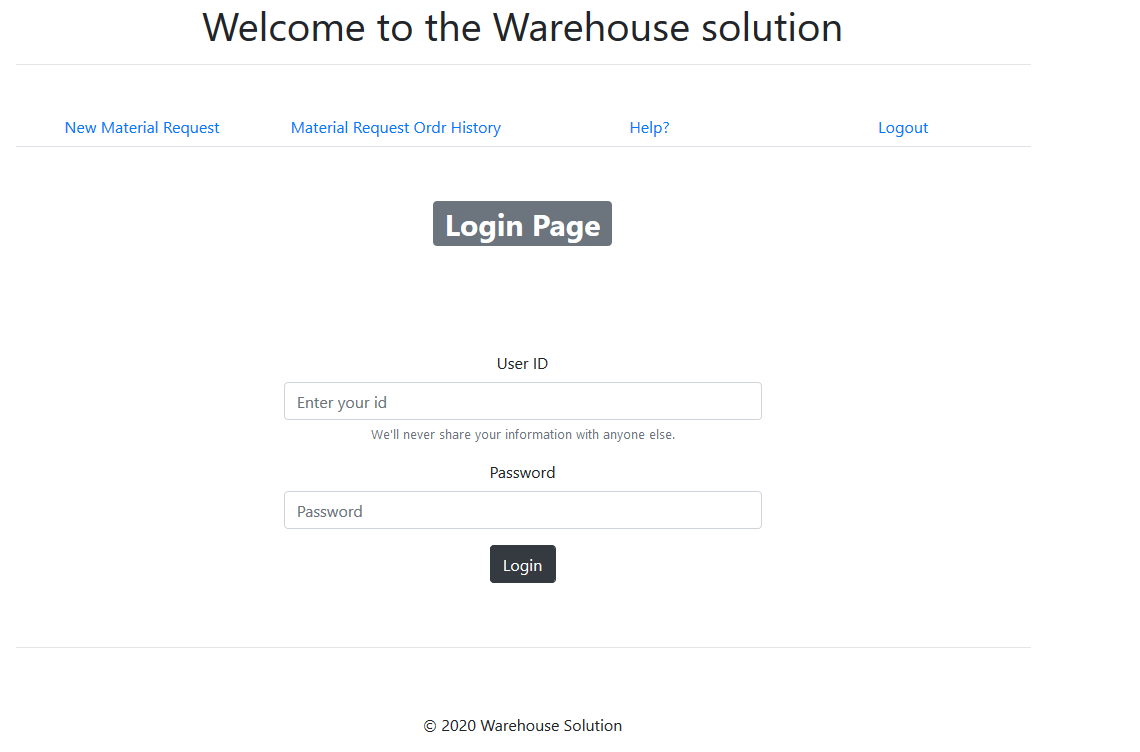 Welcome to the Warehouse solution
New Material Request Material Request Ordr History Help? Logout
Login Page
User ID
Enter your id
We'll never share your information with anyone else.
Password
Password
Login
© 2020 Warehouse Solution